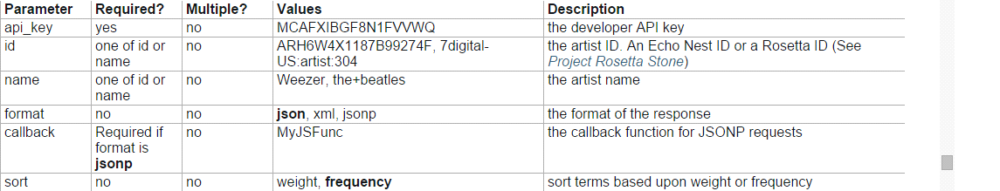 Parameter Required? Multiple? Values Description
api_key yes no MCAFXIBGF8N1FVVWQ the developer API key
id one of id or no ARH6W4X1187B99274F, 7digital- the artist ID. An Echo Nest ID or a Rosetta ID (See
name US:artist:304 Project Rosetta Stone)
name one of id or no Weezer, the+beatles the artist name
name
format no no json, xml, jsonp the format of the response
callback Required if no MyJSFunc the callback function for JSONP requests
format is
jsonp
sort no no weight, frequency sort terms based upon weight or frequency